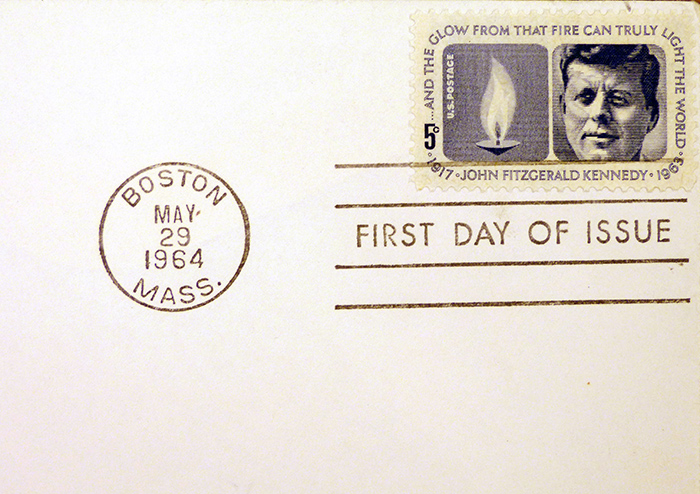 ...AND THE GLOW FROM THAT FIRE CAN TRULY LIGHT THE WORLD
U.S. POSTAGE
5c
1917 · JOHN FITZGERALD KENNEDY · 1963
BOSTON
MAY
29
1964
MASS.
FIRST DAY OF ISSUE